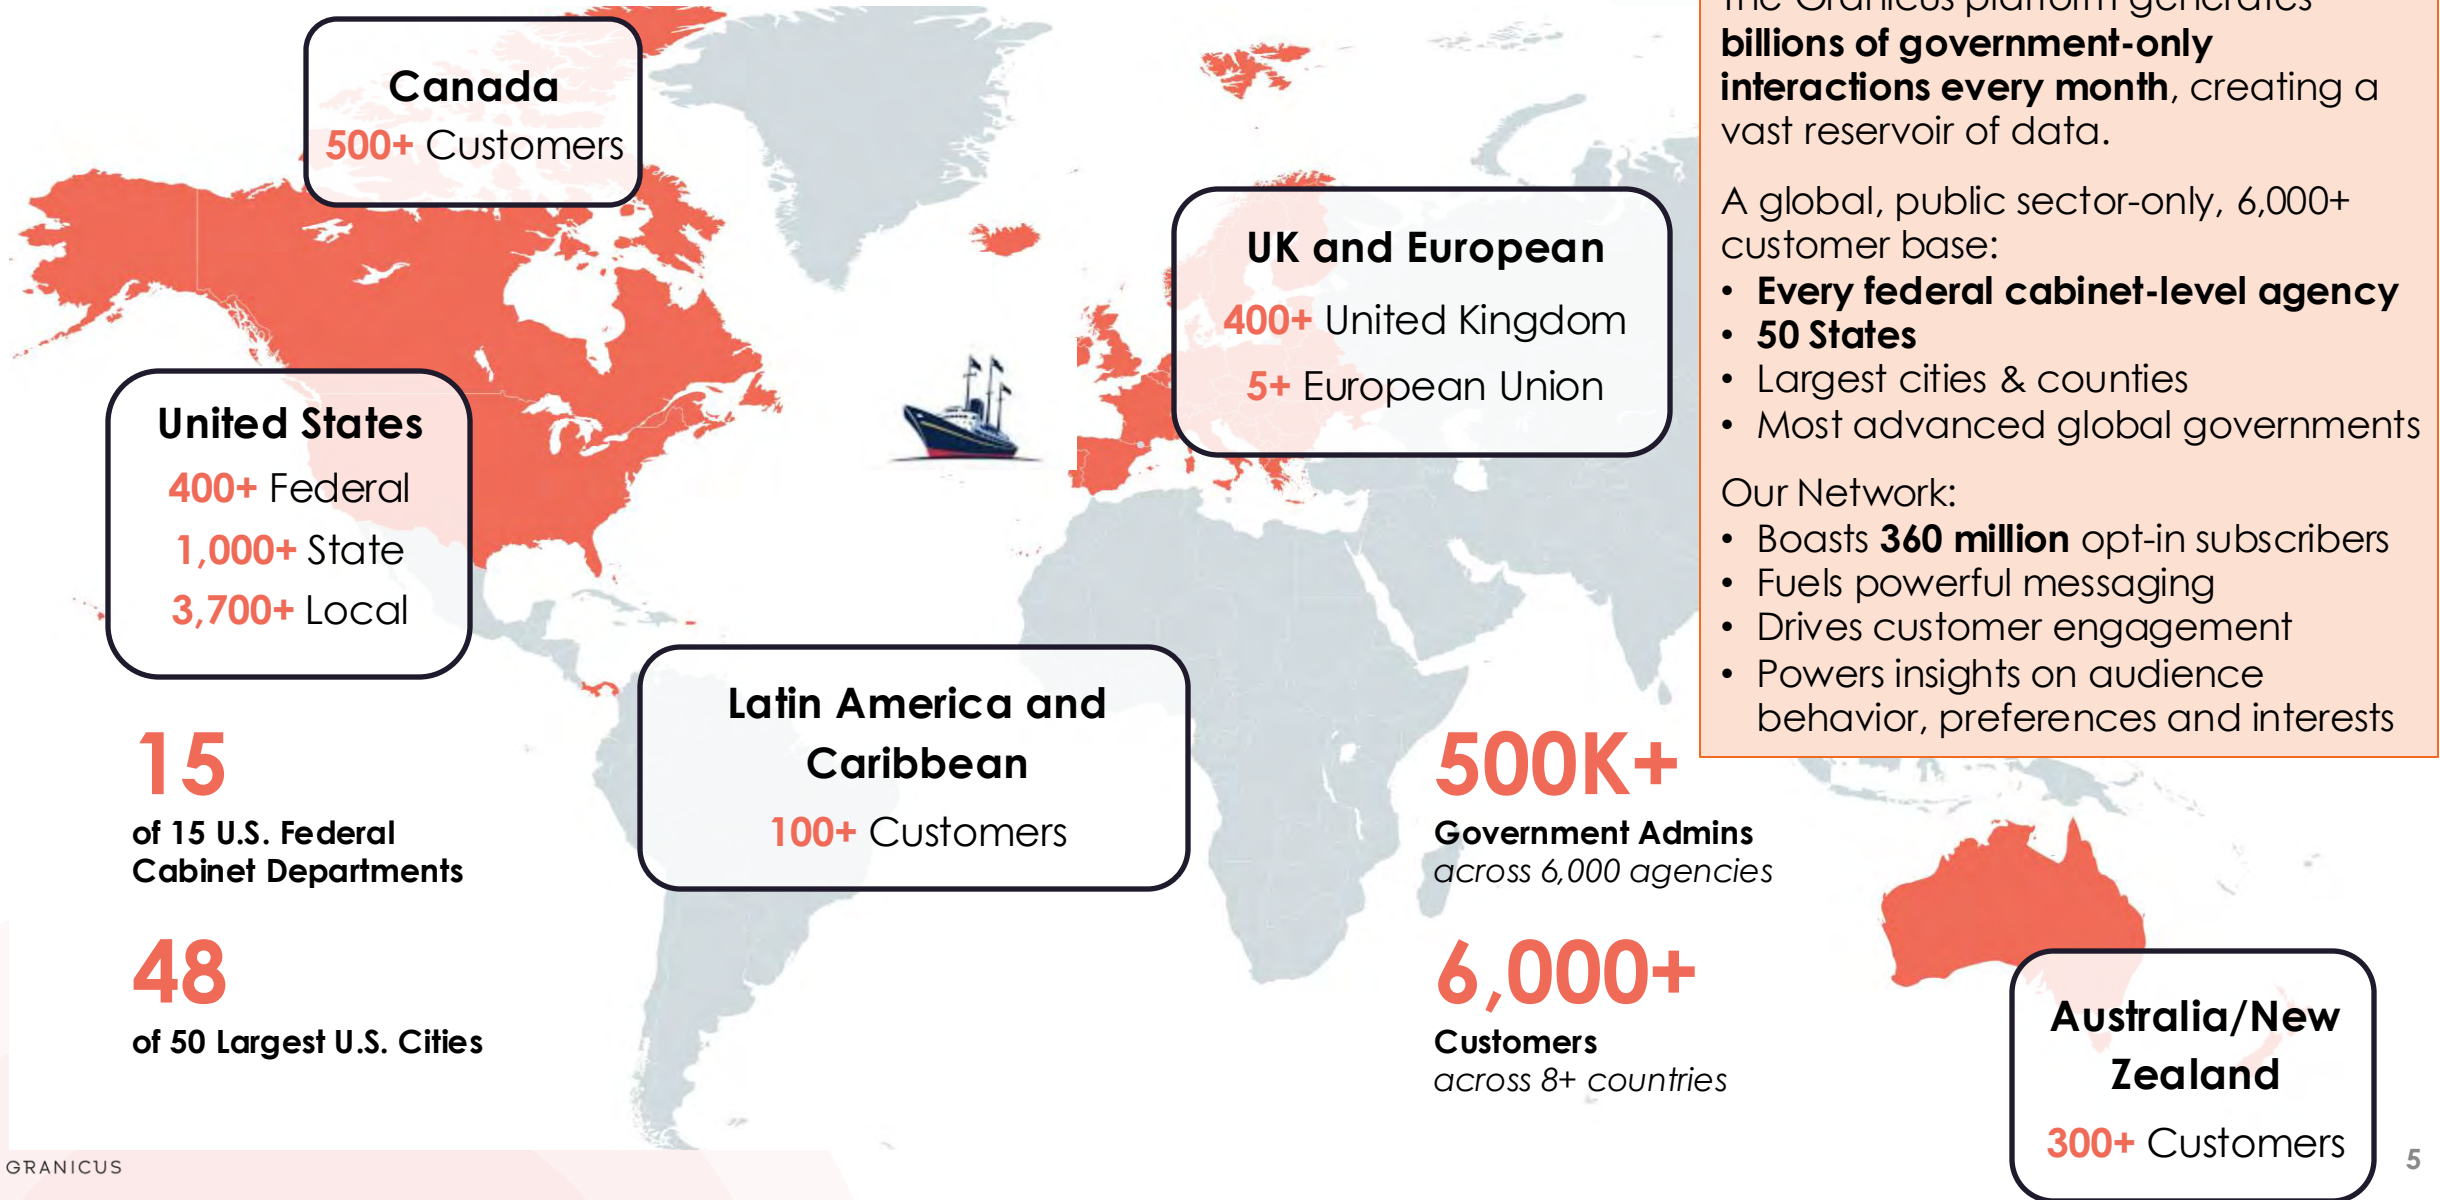 Canada
500+ Customers
United States
400+ Federal
1,000+ State
3,700+ Local
UK and European
400+ United Kingdom
5+ European Union
Latin America and
Caribbean
100+ Customers
15
of 15 U.S. Federal
Cabinet Departments
48
of 50 Largest U.S. Cities
500K+
Government Admins
across 6,000 agencies
6,000+
Customers
across 8+ countries
The Granicus platform generates
billions of government-only
interactions every month, creating a
vast reservoir of data.
A global, public sector-only, 6,000+
customer base:
• Every federal cabinet-level agency
• 50 States
• Largest cities & counties
• Most advanced global governments
Our Network:
• Boasts 360 million opt-in subscribers
• Fuels powerful messaging
• Drives customer engagement
• Powers insights on audience
behavior, preferences and interests
Australia/New
Zealand
300+ Customers
GRANICUS
5